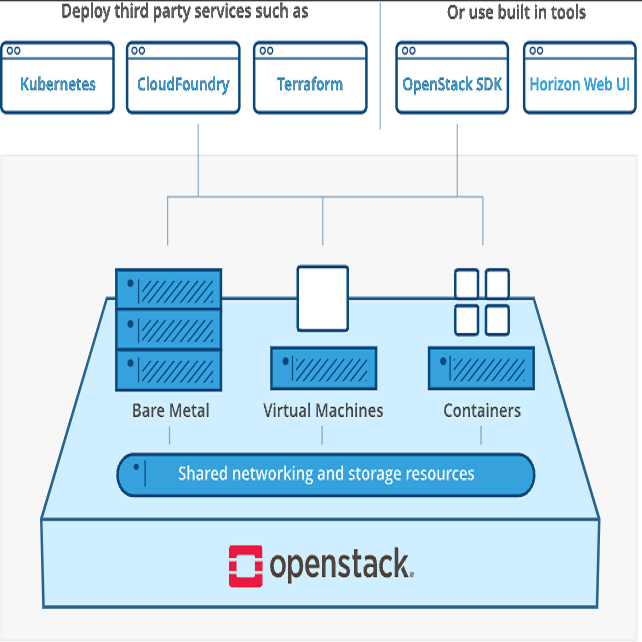 Deploy third party services such as
Or use built in tools
Kubernetes
CloudFoundry
Terraform
OpenStack SDK
Horizon Web UI
Bare Metal
Virtual Machines
Containers
Shared networking and storage resources
openstack.